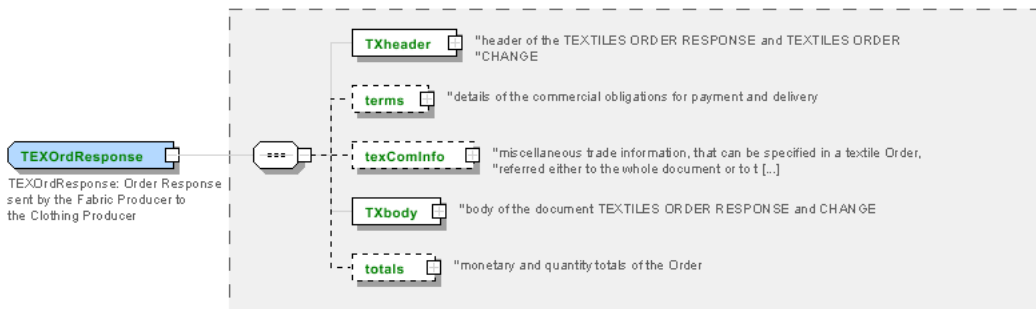 TXheader
"header of the TEXTILES ORDER RESPONSE and TEXTILES ORDER
"CHANGE
terms
"details of the commercial obligations for payment and delivery
TEXOrdResponse
texComInfo
"miscellaneous trade information, that can be specified in a textile Order,
"referred either to the whole document or to t [...]
TEXOrdResponse: Order Response
sent by the Fabric Producer to
the Clothing Producer
TXbody
"body of the document TEXTILES ORDER RESPONSE and CHANGE
totals
"monetary and quantity totals of the Order